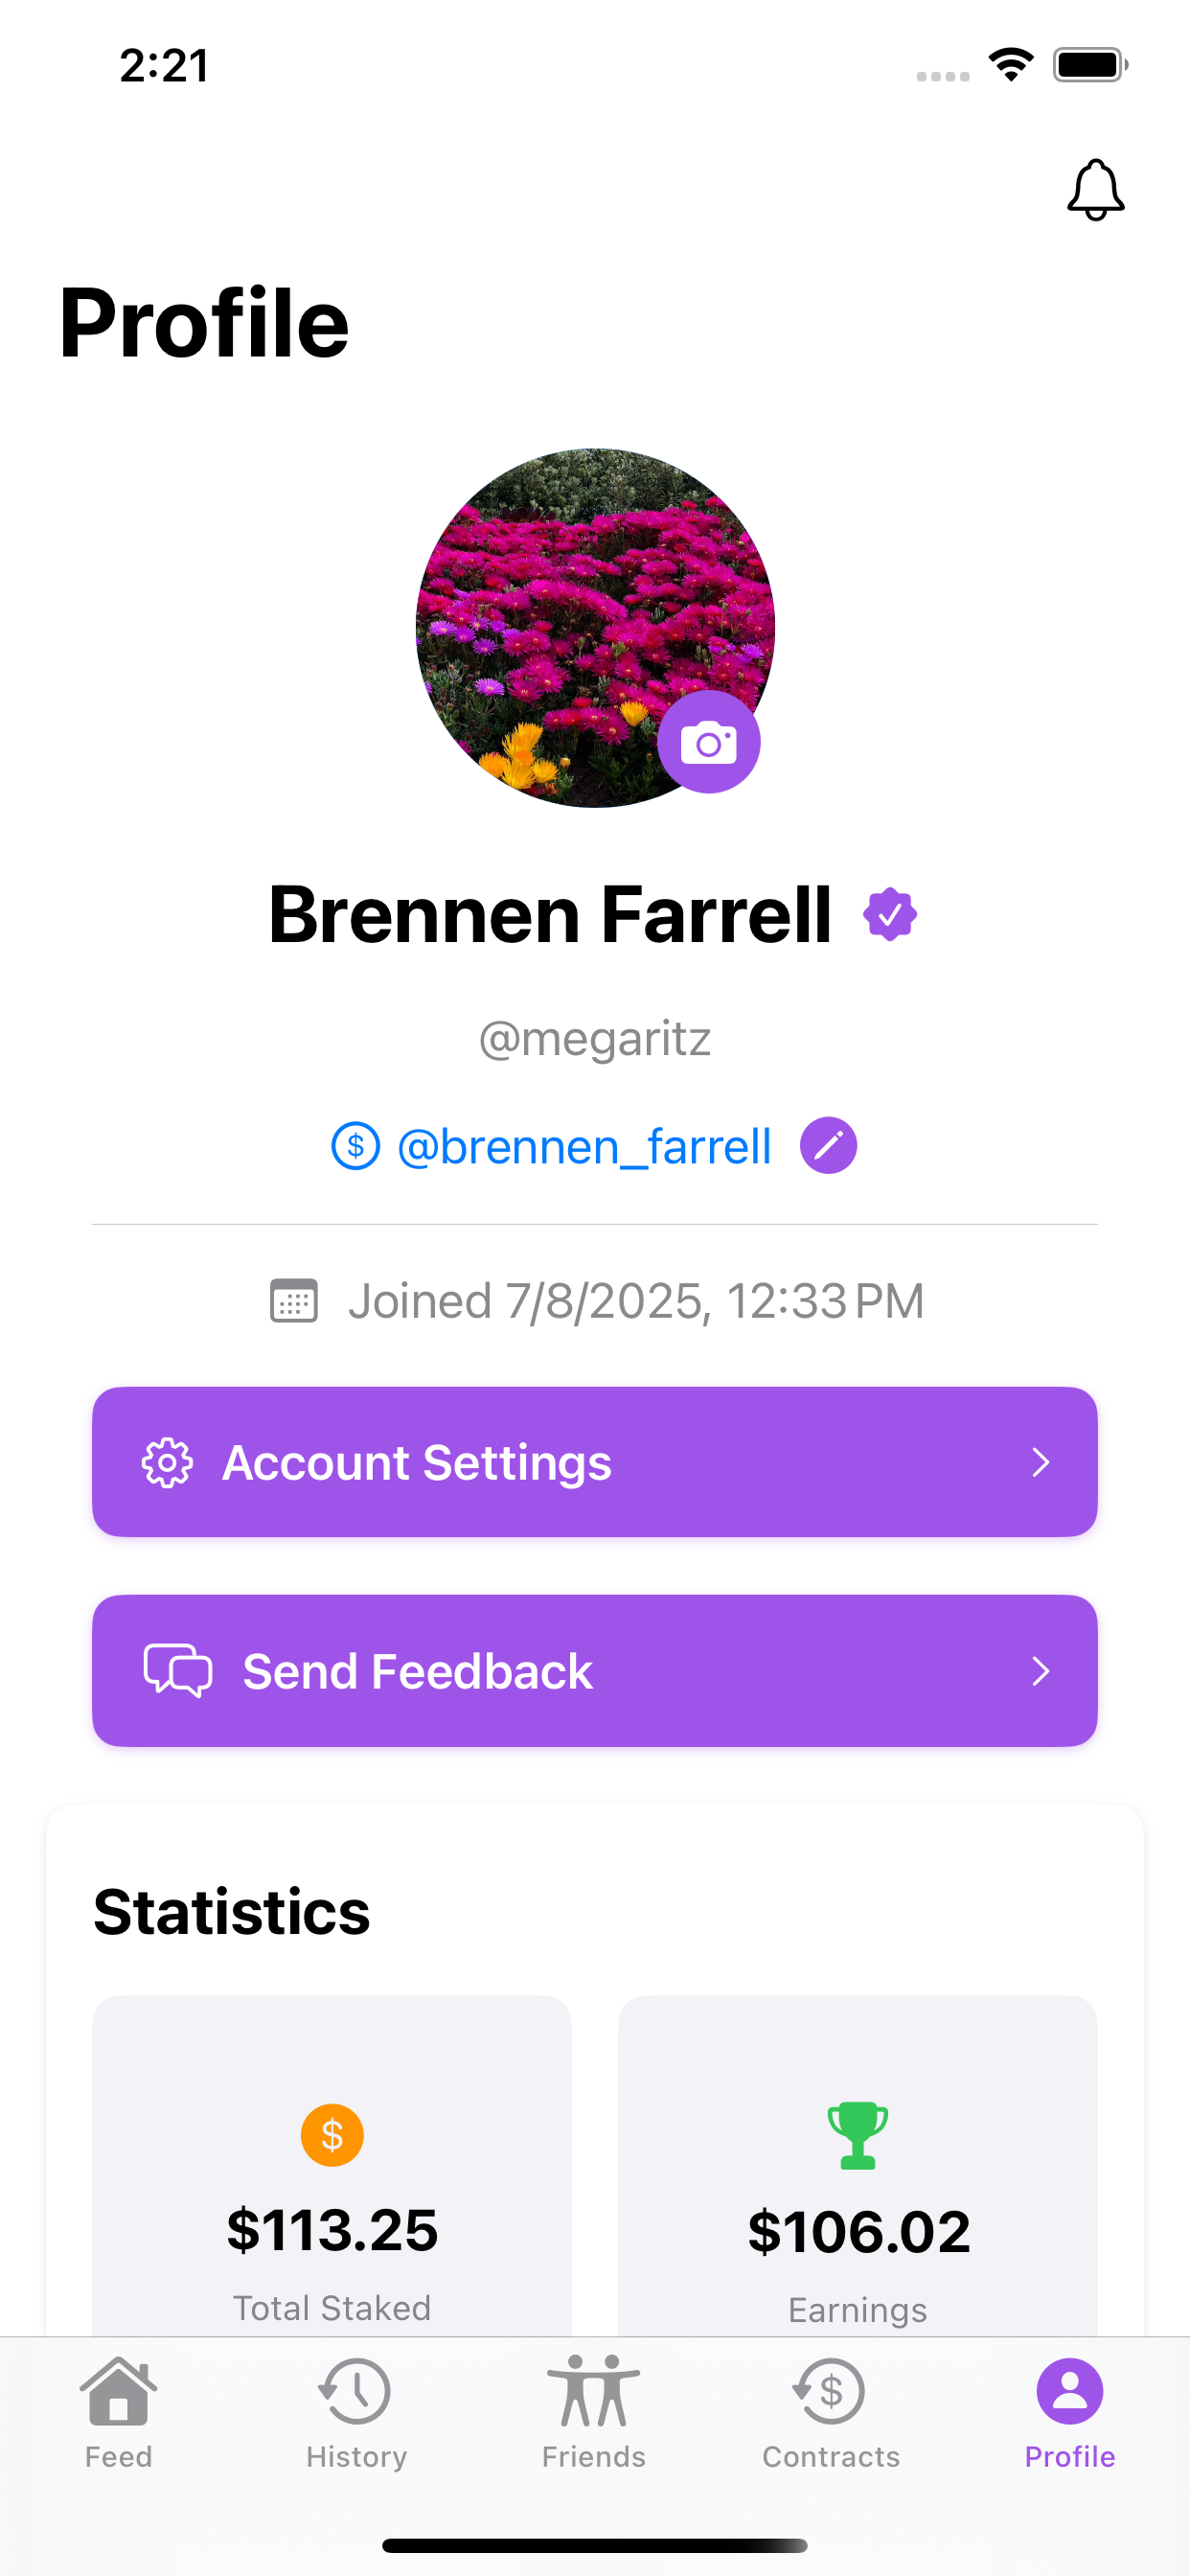 2:21
Profile
Brennen Farrell
@megaritz
$ @brennen_farrell
Joined 7/8/2025, 12:33 PM
Account Settings
Send Feedback
Statistics
$
$113.25
Total Staked
$106.02
Earnings
Feed
History
Friends
$
Contracts
Profile